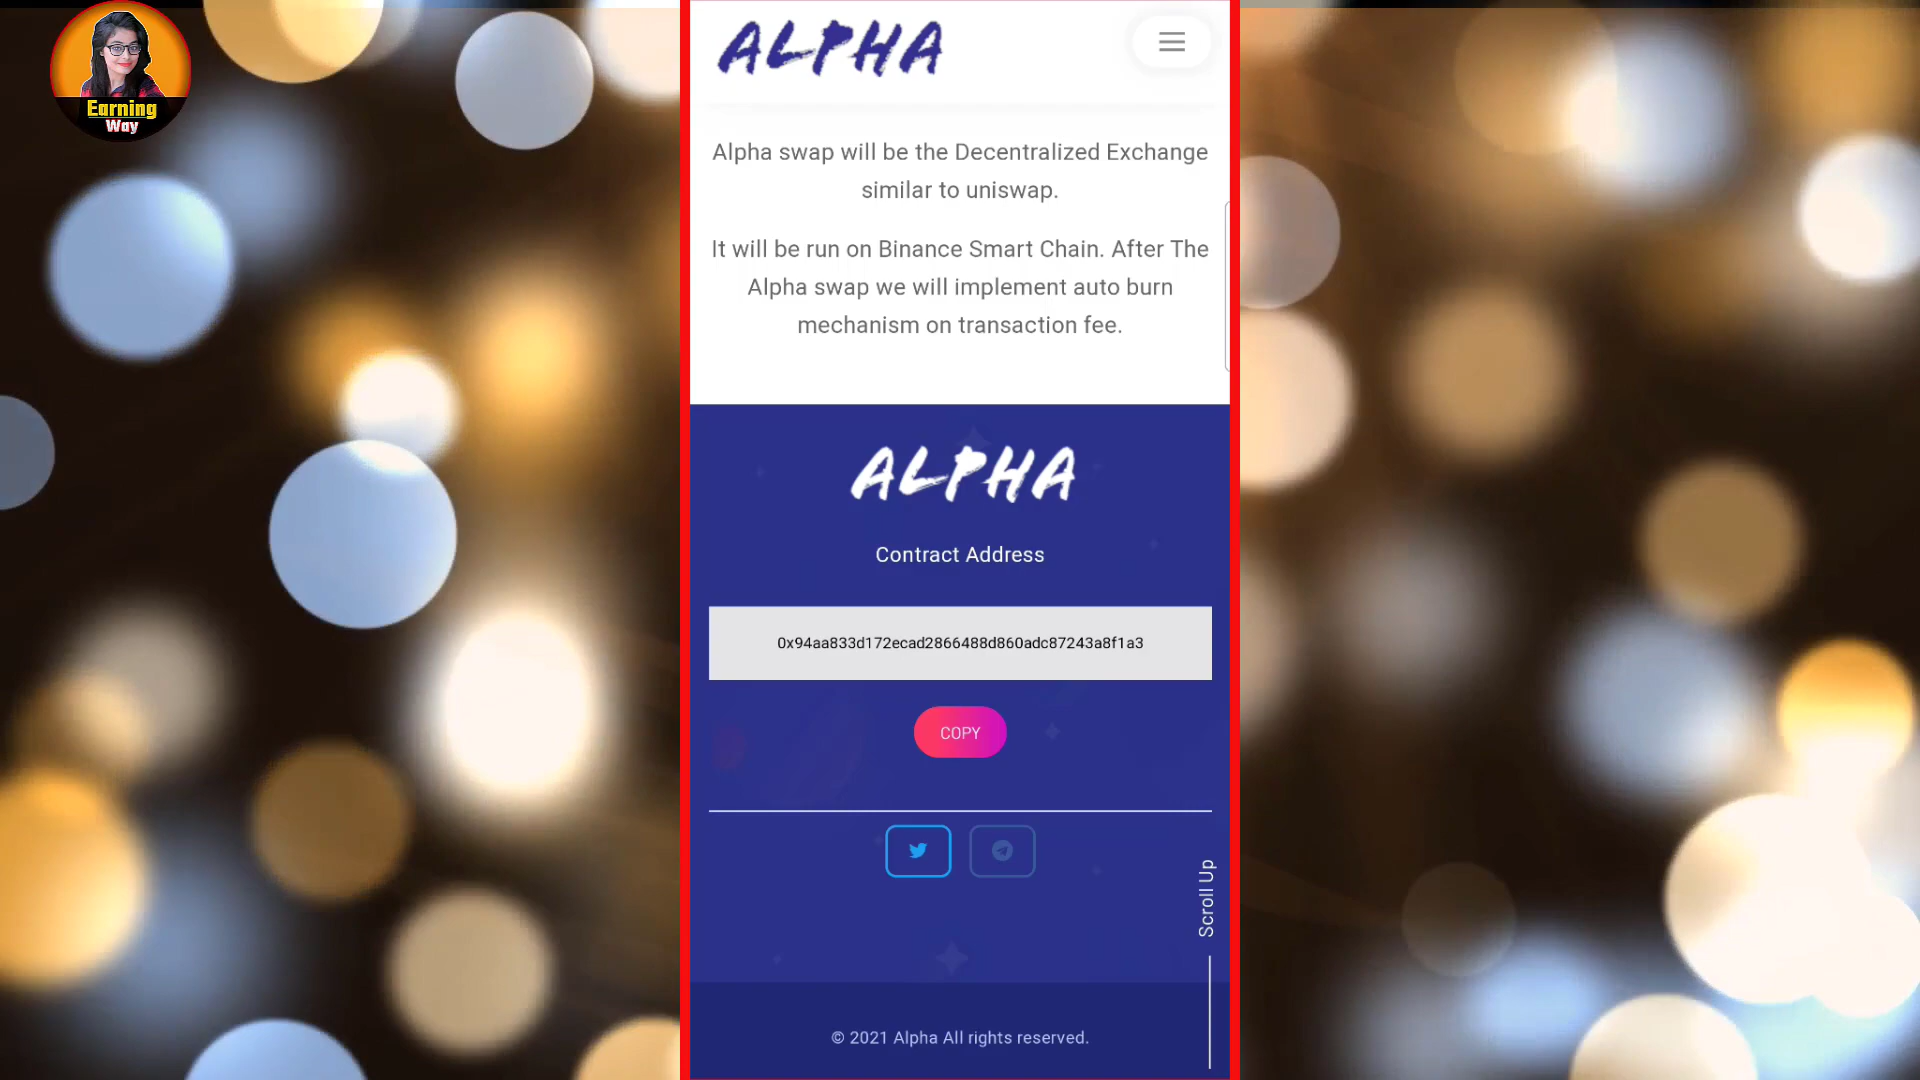 Earning
Way
ALPHA
Alpha swap will be the Decentralized Exchange
similar to uniswap.
It will be run on Binance Smart Chain. After The
Alpha swap we will implement auto burn
mechanism on transaction fee.
ALPHA
Contract Address
0x94aa833d172ecad2866488d860adc87243a8f1a3
COPY
Scroll Up
© 2021 Alpha All rights reserved.